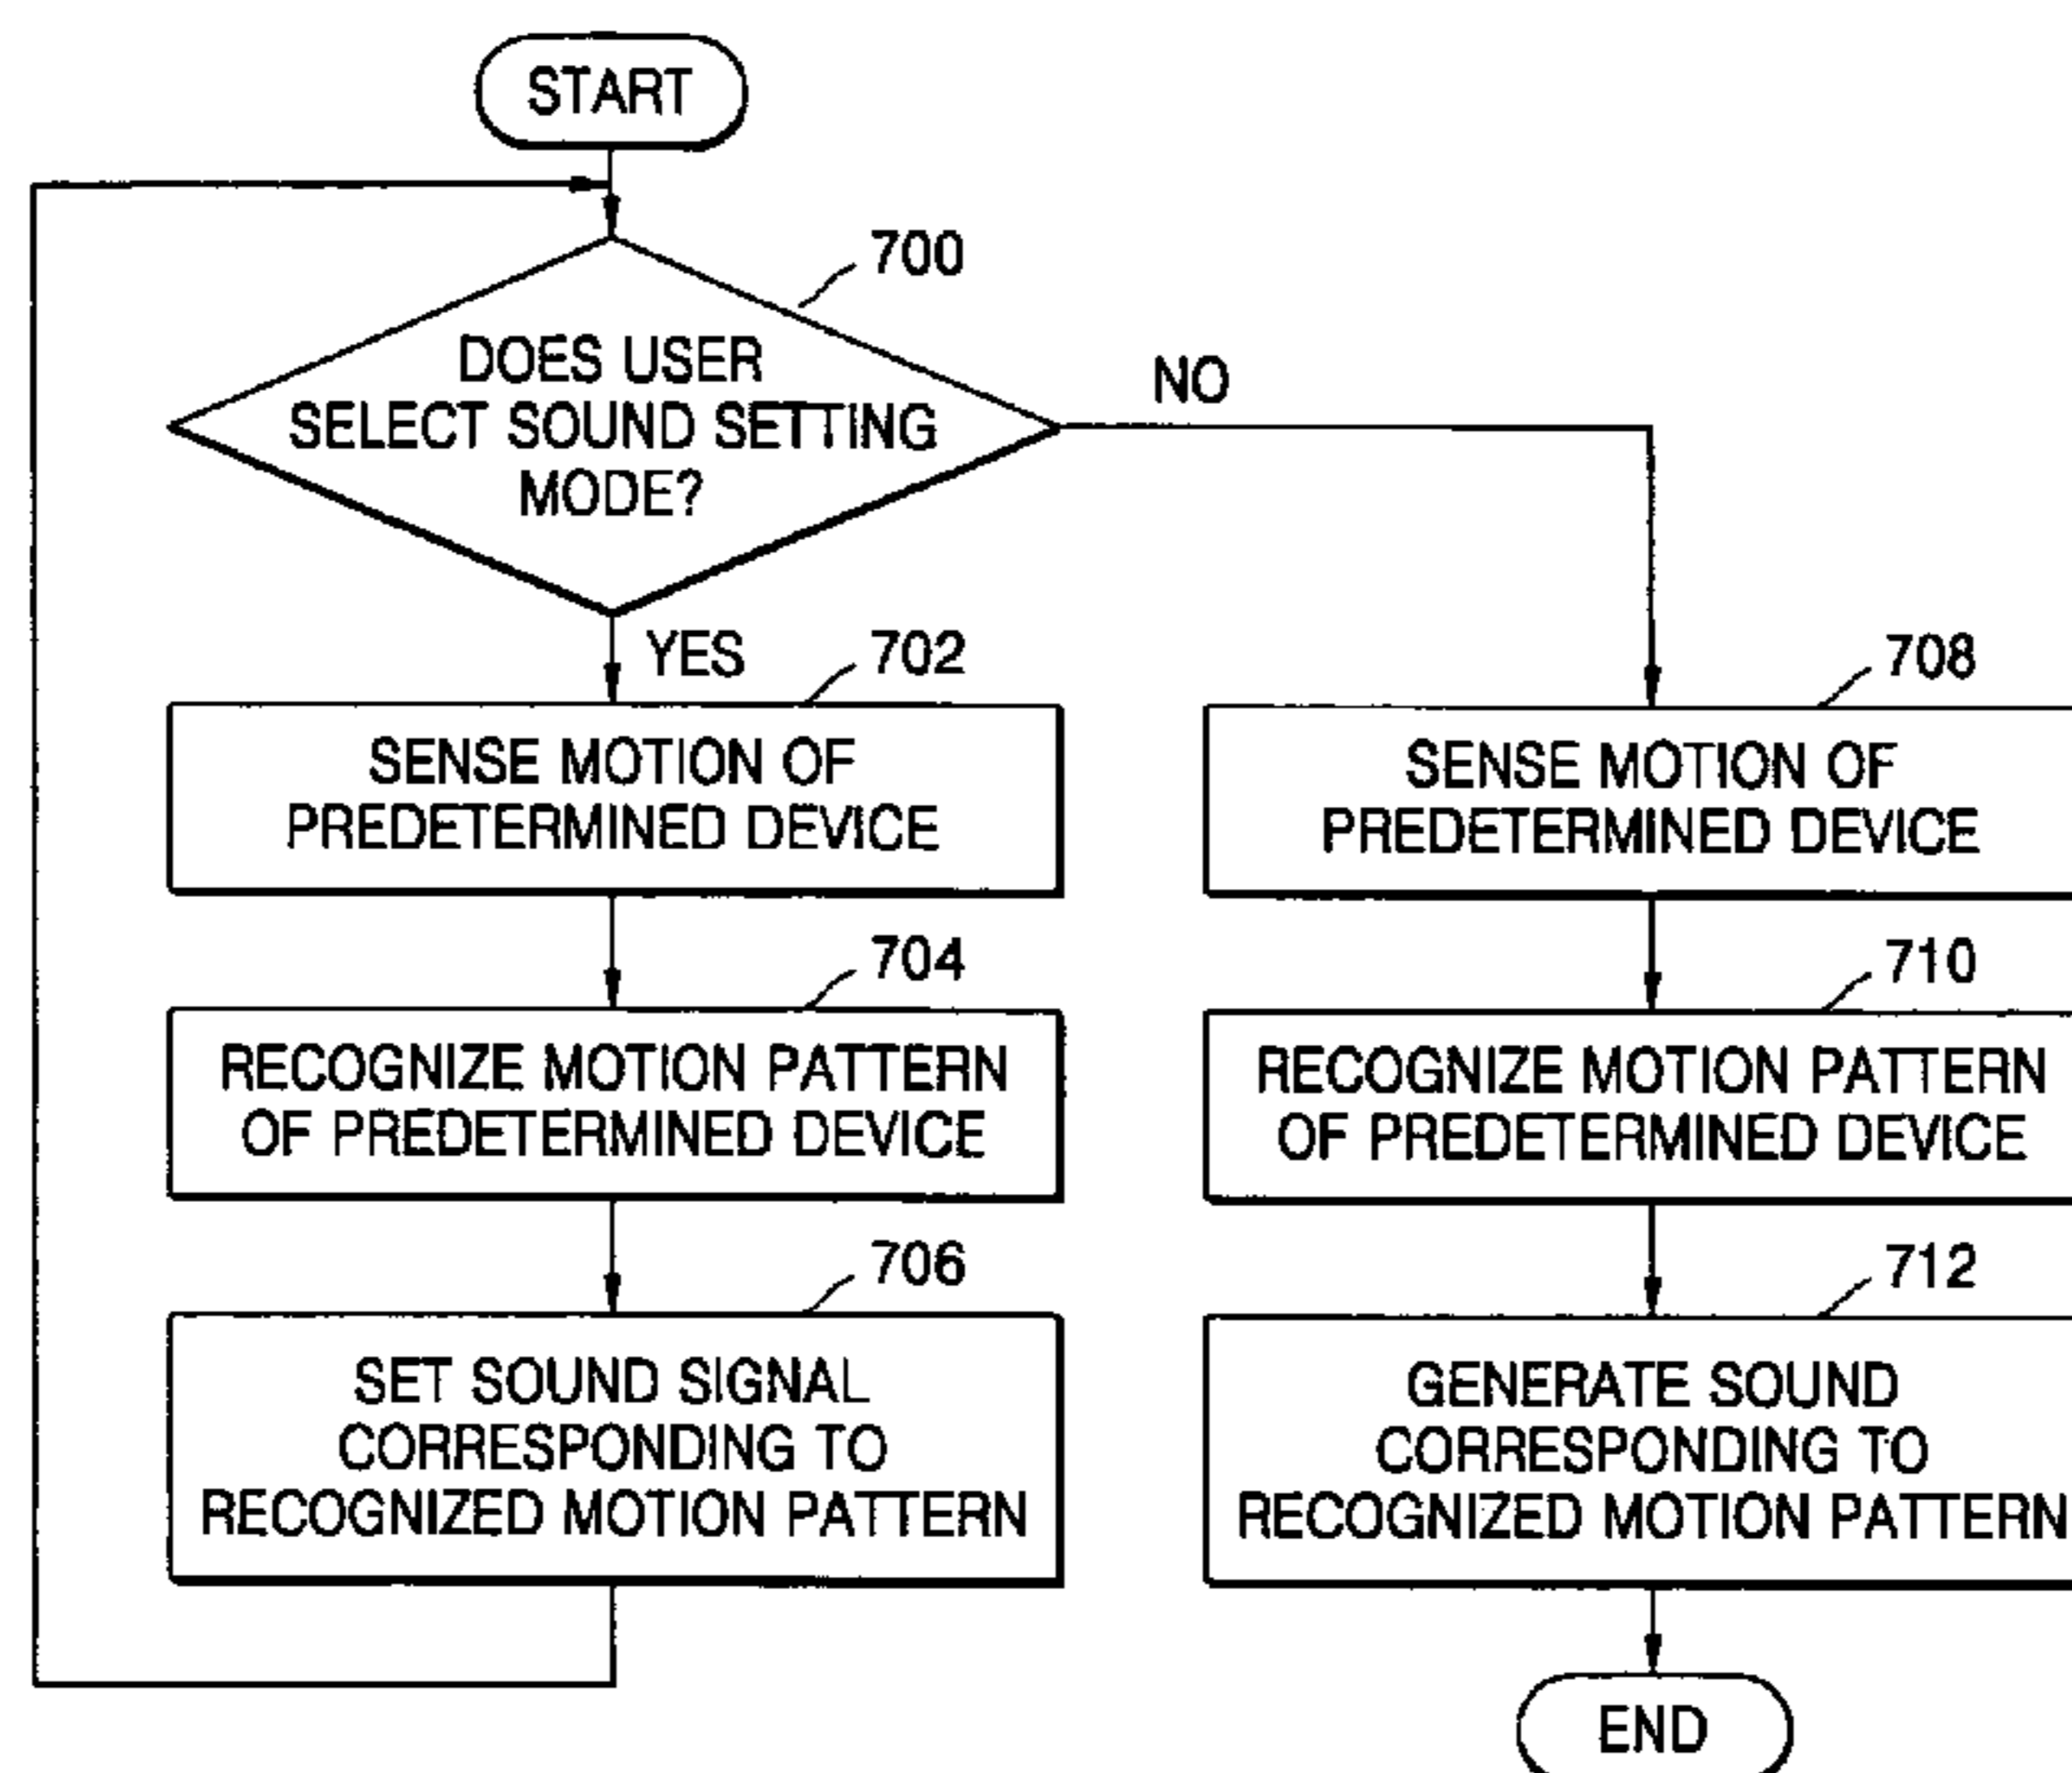 START
700
DOES USER
SELECT SOUND SETTING
MODE?
NO
YES
702
SENSE MOTION OF
PREDETERMINED DEVICE
704
RECOGNIZE MOTION PATTERN
OF PREDETERMINED DEVICE
706
SET SOUND SIGNAL
CORRESPONDING TO
RECOGNIZED MOTION PATTERN
708
SENSE MOTION OF
PREDETERMINED DEVICE
710
RECOGNIZE MOTION PATTERN
OF PREDETERMINED DEVICE
712
GENERATE SOUND
CORRESPONDING TO
RECOGNIZED MOTION PATTERN
END